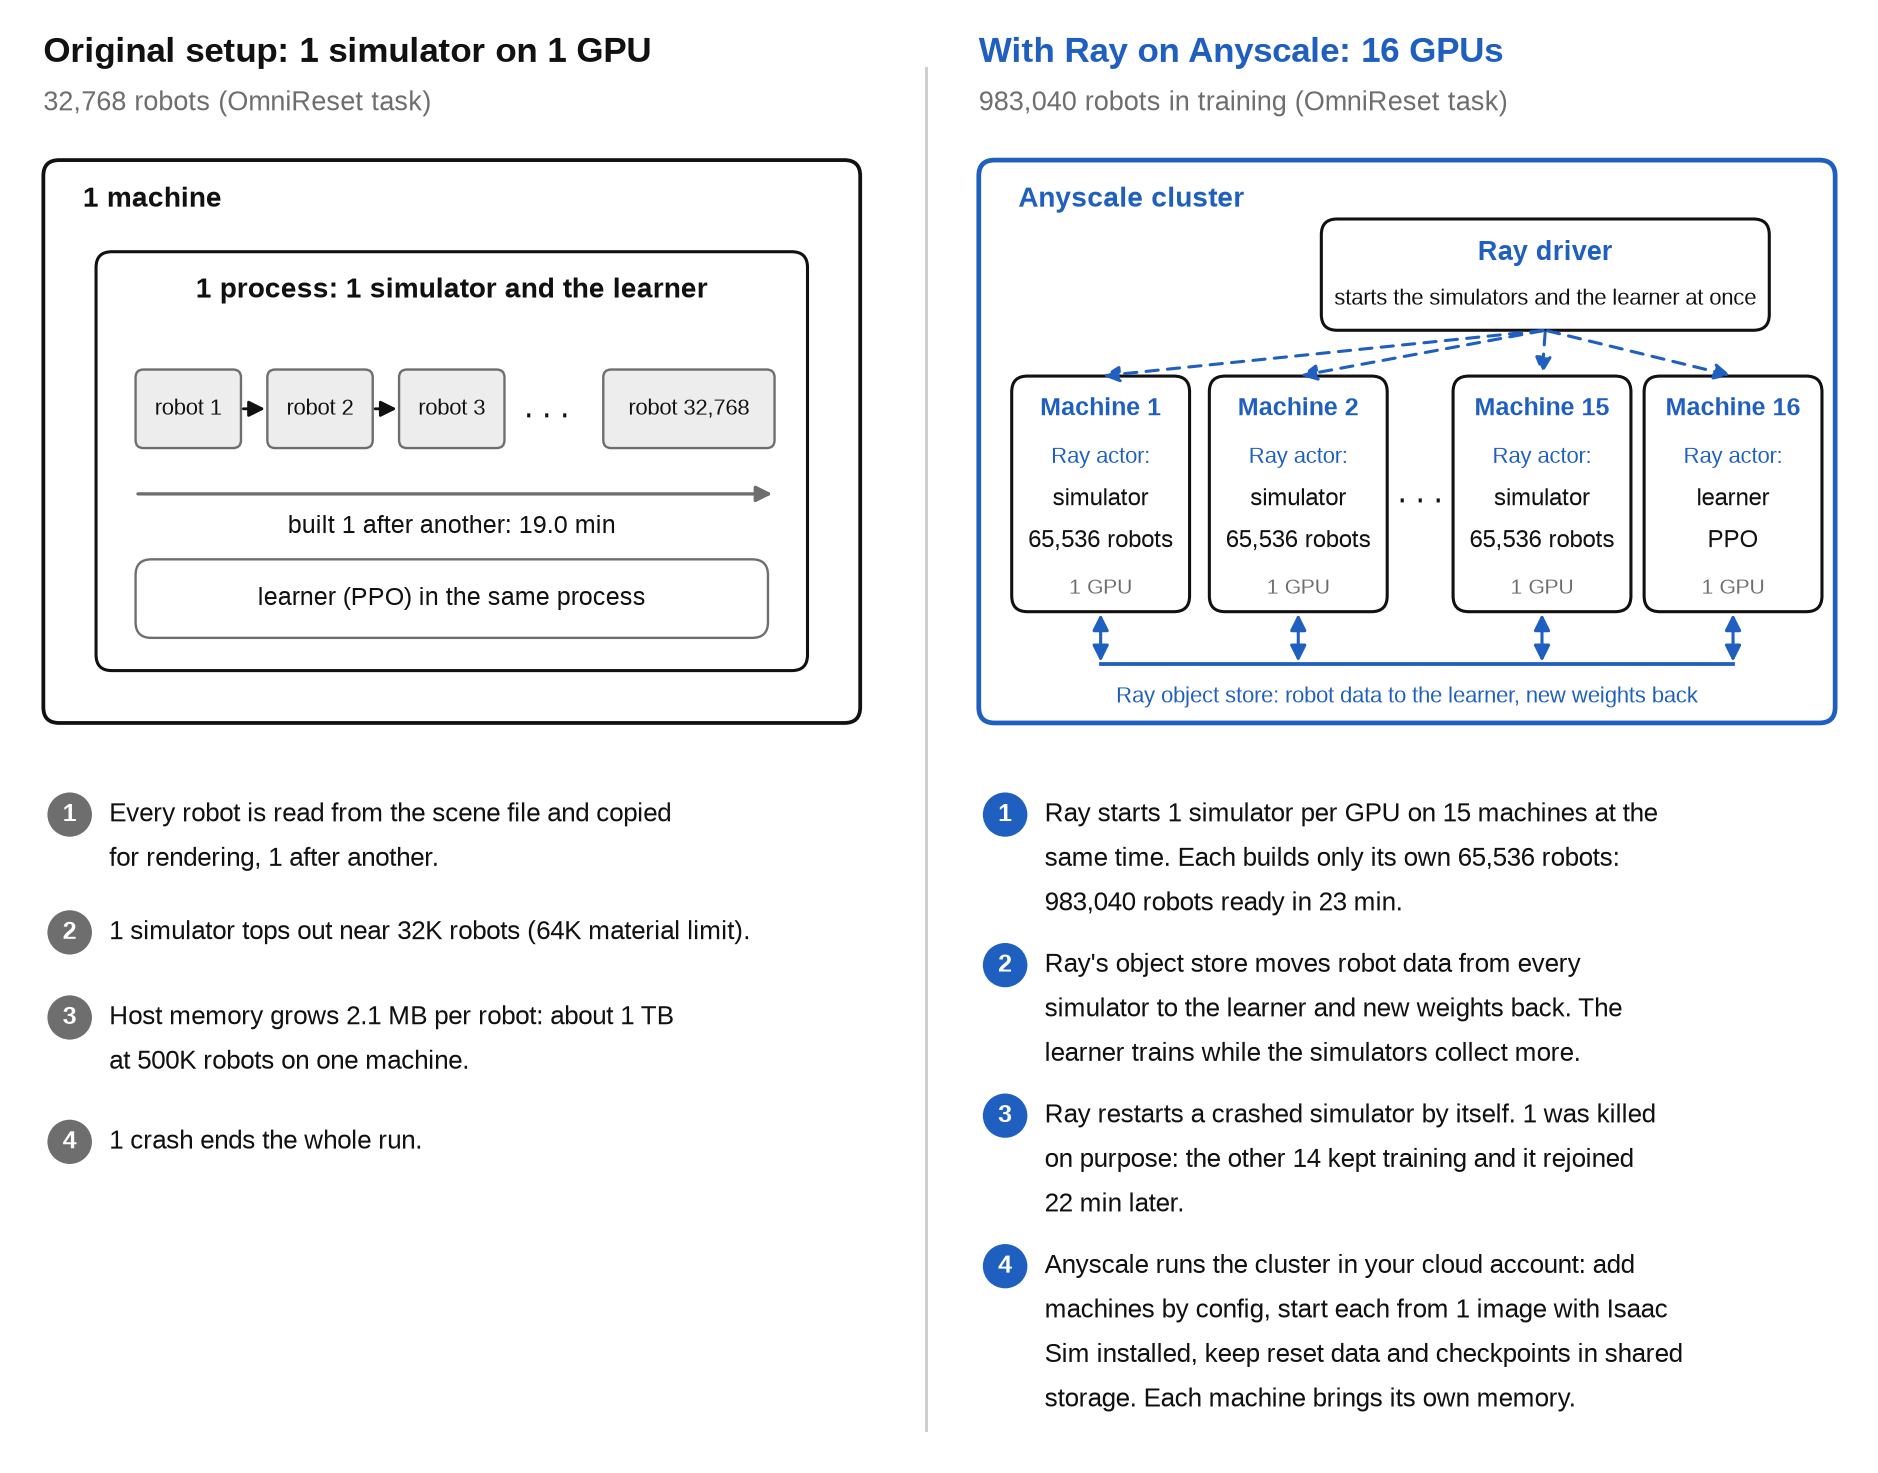 Original setup: 1 simulator on 1 GPU
32,768 robots (OmniReset task)
1 machine
1 process: 1 simulator and the learner
robot 1
robot 2
robot 3
. . .
robot 32,768
built 1 after another: 19.0 min
learner (PPO) in the same process
1 Every robot is read from the scene file and copied
for rendering, 1 after another.
2 1 simulator tops out near 32K robots (64K material limit).
3 Host memory grows 2.1 MB per robot: about 1 TB
at 500K robots on one machine.
4 1 crash ends the whole run.
With Ray on Anyscale: 16 GPUs
983,040 robots in training (OmniReset task)
Anyscale cluster
Ray driver
starts the simulators and the learner at once
Machine 1
Ray actor:
simulator
65,536 robots
1 GPU
Machine 2
Ray actor:
simulator
65,536 robots
1 GPU
. . .
Machine 15
Ray actor:
simulator
65,536 robots
1 GPU
Machine 16
Ray actor:
learner
PPO
1 GPU
Ray object store: robot data to the learner, new weights back
1 Ray starts 1 simulator per GPU on 15 machines at the
same time. Each builds only its own 65,536 robots:
983,040 robots ready in 23 min.
2 Ray's object store moves robot data from every
simulator to the learner and new weights back. The
learner trains while the simulators collect more.
3 Ray restarts a crashed simulator by itself. 1 was killed
on purpose: the other 14 kept training and it rejoined
22 min later.
4 Anyscale runs the cluster in your cloud account: add
machines by config, start each from 1 image with Isaac
Sim installed, keep reset data and checkpoints in shared
storage. Each machine brings its own memory.